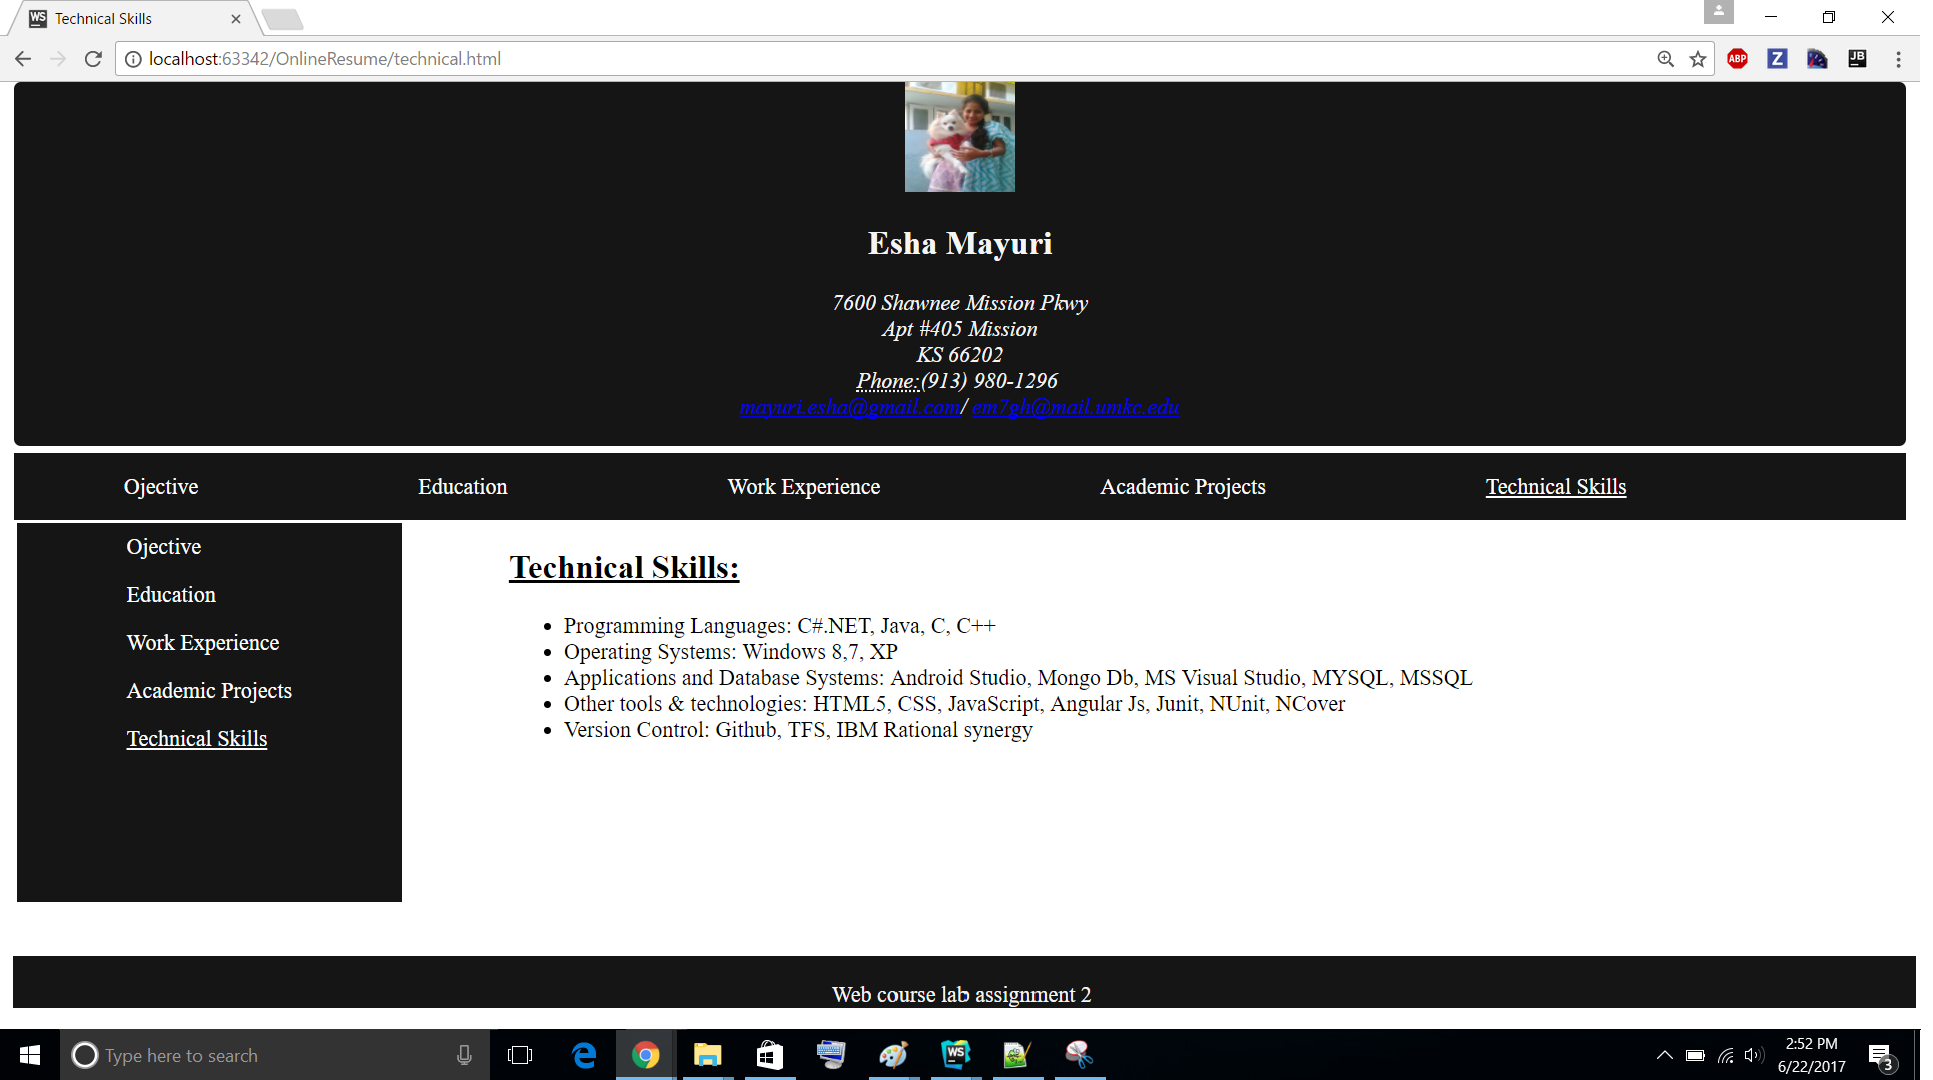 WS Technical Skills
localhost:63342/OnlineResume/technical.html
ABP Z JB
Esha Mayuri
7600 Shawnee Mission Pkwy
Apt #405 Mission
KS 66202
Phone:(913) 980-1296
mayuri.esha@gmail.com/ em7gh@mail.umkc.edu
Ojective Education Work Experience Academic Projects Technical Skills
Ojective
Education
Work Experience
Academic Projects
Technical Skills
Technical Skills:
• Programming Languages: C#.NET, Java, C, C++
• Operating Systems: Windows 8,7, XP
• Applications and Database Systems: Android Studio, Mongo Db, MS Visual Studio, MYSQL, MSSQL
• Other tools & technologies: HTML5, CSS, JavaScript, Angular Js, Junit, NUnit, NCover
• Version Control: Github, TFS, IBM Rational synergy
Web course lab assignment 2
Type here to search
WS
2:52 PM
6/22/2017
3